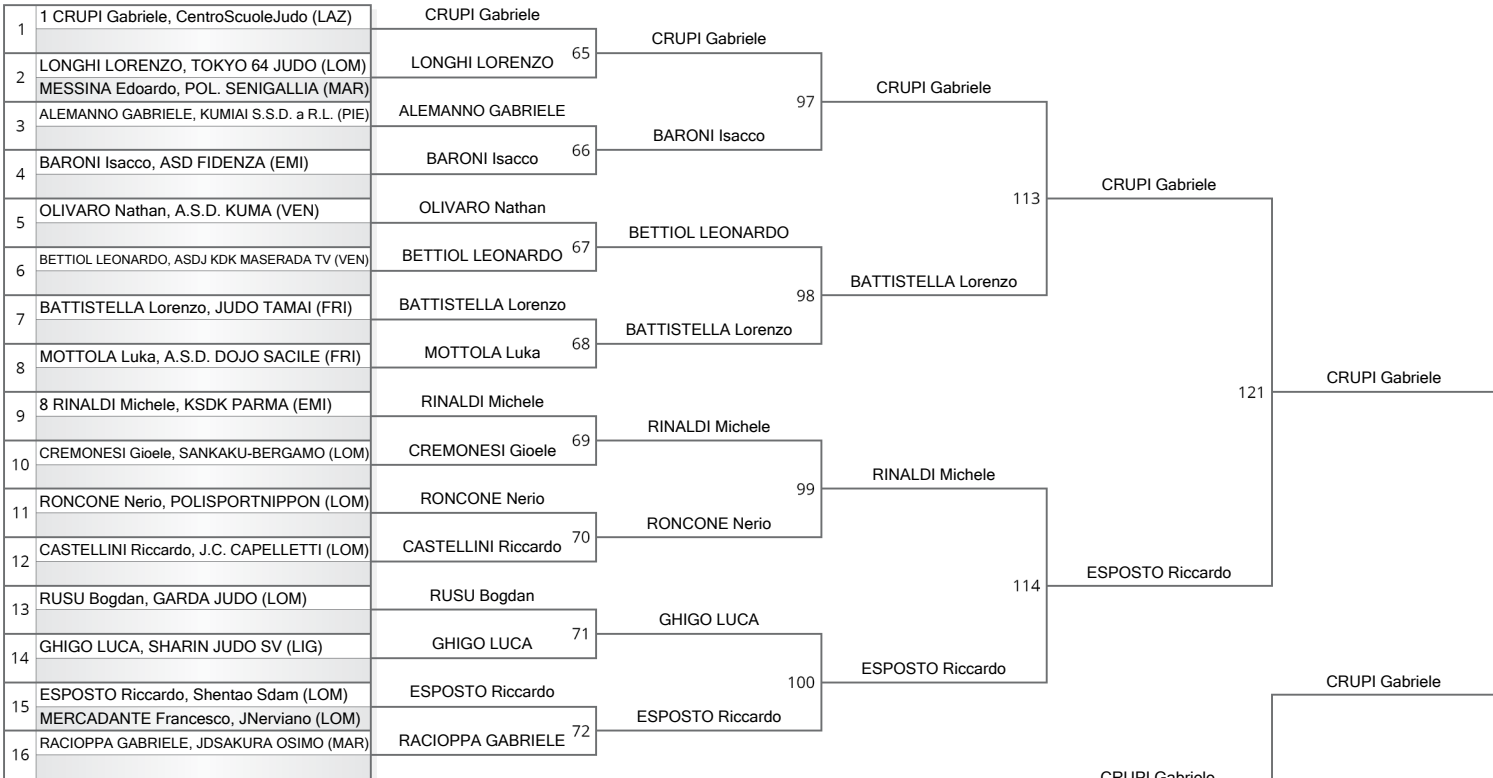 1
1 CRUPI Gabriele, CentroScuoleJudo (LAZ)
2
LONGHI LORENZO, TOKYO 64 JUDO (LOM)
MESSINA Edoardo, POL. SENIGALLIA (MAR)
3
ALEMANNO GABRIELE, KUMIAI S.S.D. a R.L. (PIE)
4
BARONI Isacco, ASD FIDENZA (EMI)
5
OLIVARO Nathan, A.S.D. KUMA (VEN)
6
BETTIOL LEONARDO, ASDJ KDK MASERADA TV (VEN)
7
BATTISTELLA Lorenzo, JUDO TAMAI (FRI)
8
MOTTOLA Luka, A.S.D. DOJO SACILE (FRI)
9
8 RINALDI Michele, KSDK PARMA (EMI)
10
CREMONESI Gioele, SANKAKU-BERGAMO (LOM)
11
RONCONE Nerio, POLISPORTNIPPON (LOM)
12
CASTELLINI Riccardo, J.C. CAPELLETTI (LOM)
13
RUSU Bogdan, GARDA JUDO (LOM)
14
GHIGO LUCA, SHARIN JUDO SV (LIG)
15
ESPOSTO Riccardo, Shentao Sdam (LOM)
MERCADANTE Francesco, JNerviano (LOM)
16
RACIOPPA GABRIELE, JDSAKURA OSIMO (MAR)
CRUPI Gabriele
LONGHI LORENZO
65
ALEMANNO GABRIELE
BARONI Isacco
66
OLIVARO Nathan
BETTIOL LEONARDO
67
BATTISTELLA Lorenzo
MOTTOLA Luka
68
RINALDI Michele
CREMONESI Gioele
69
RONCONE Nerio
CASTELLINI Riccardo
70
RUSU Bogdan
GHIGO LUCA
71
ESPOSTO Riccardo
RACIOPPA GABRIELE
72
CRUPI Gabriele
BARONI Isacco
97
BETTIOL LEONARDO
BATTISTELLA Lorenzo
98
RINALDI Michele
RONCONE Nerio
99
GHIGO LUCA
ESPOSTO Riccardo
100
CRUPI Gabriele
BATTISTELLA Lorenzo
113
RINALDI Michele
ESPOSTO Riccardo
114
CRUPI Gabriele
ESPOSTO Riccardo
121
CRUPI Gabriele
CRUPI Gabriele
CRUPI Gabriele